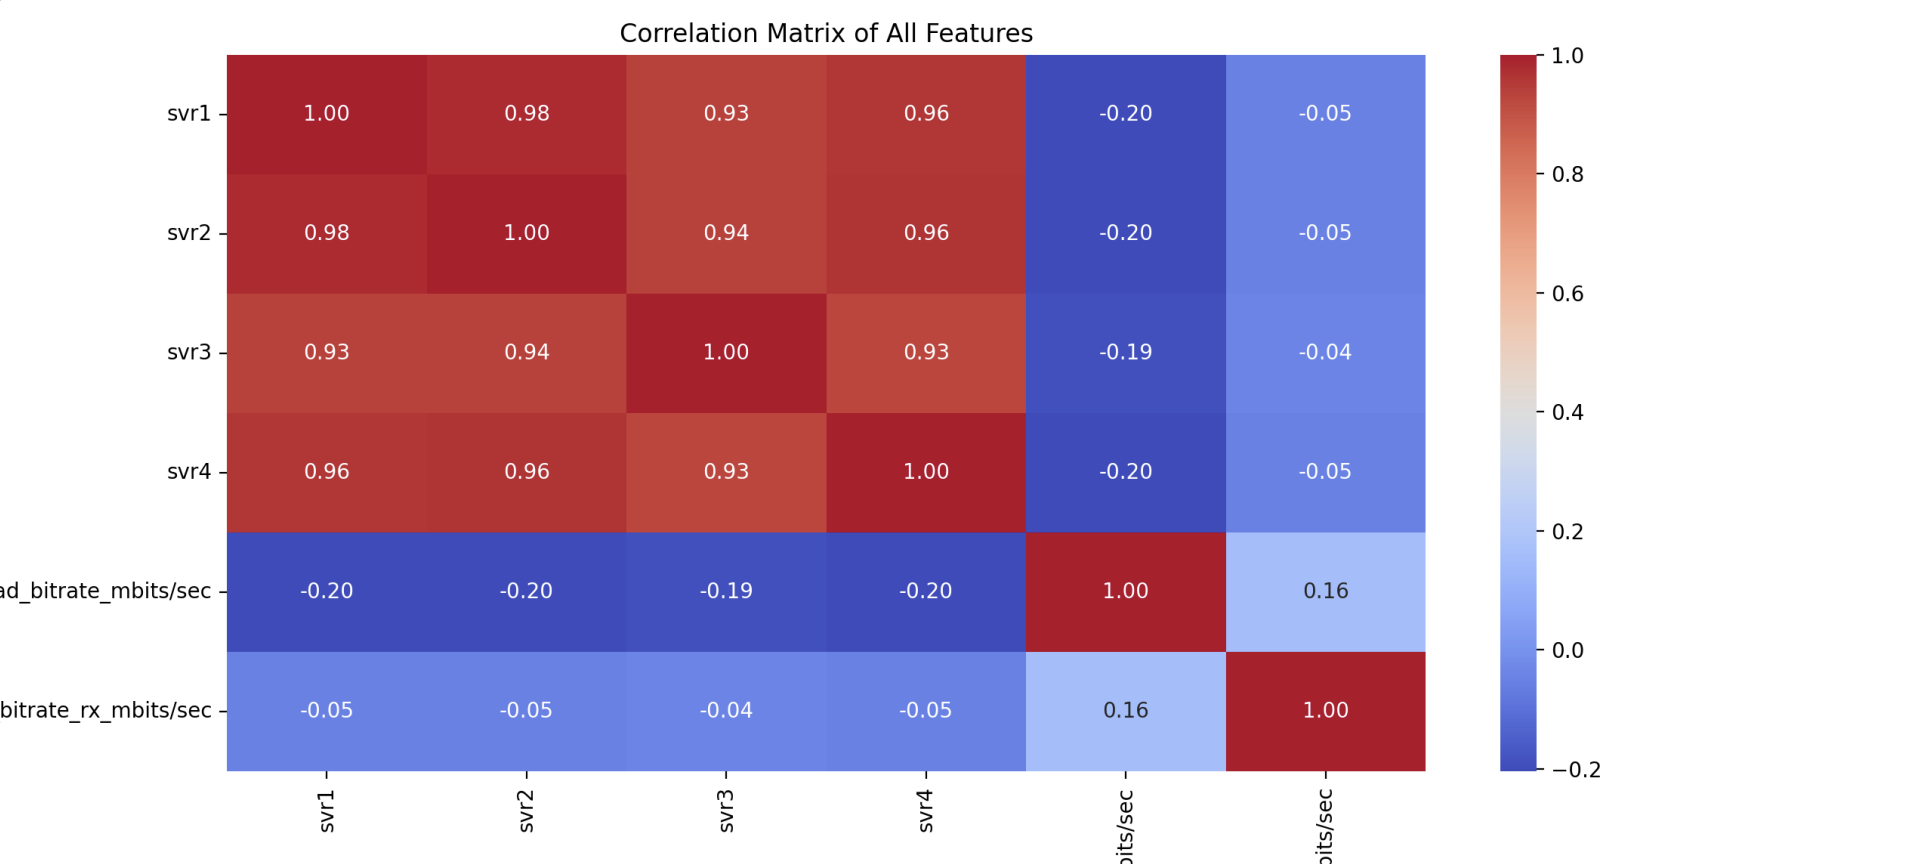 Correlation Matrix of All Features
svr1 1.00 0.98 0.93 0.96 -0.20 -0.05
svr2 0.98 1.00 0.94 0.96 -0.20 -0.05
svr3 0.93 0.94 1.00 0.93 -0.19 -0.04
svr4 0.96 0.96 0.93 1.00 -0.20 -0.05
ad_bitrate_mbits/sec -0.20 -0.20 -0.19 -0.20 1.00 0.16
bitrate_rx_mbits/sec -0.05 -0.05 -0.04 -0.05 0.16 1.00
svr1 svr2 svr3 svr4 bits/sec bits/sec
1.0
0.8
0.6
0.4
0.2
0.0
−0.2